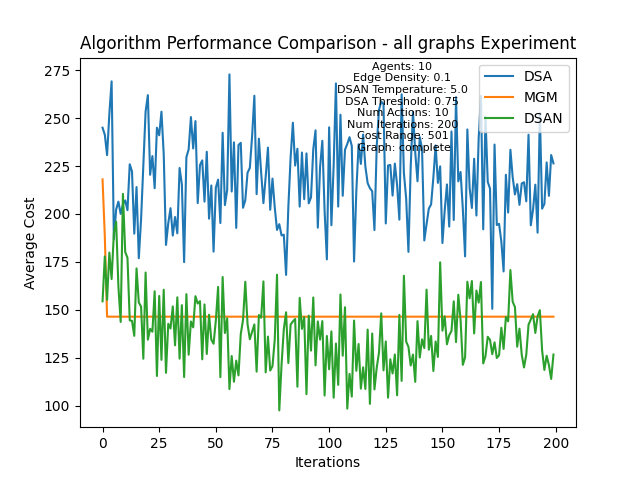 Algorithm Performance Comparison - all graphs Experiment
Agents: 10
Edge Density: 0.1
DSAN Temperature: 5.0
DSA Threshold: 0.75
Num Actions: 10
Num Iterations: 200
Cost Range: 501
Graph: complete
DSA
MGM
DSAN
275
250
225
200
175
150
125
100
Average Cost
0
25
50
75
100
125
150
175
200
Iterations